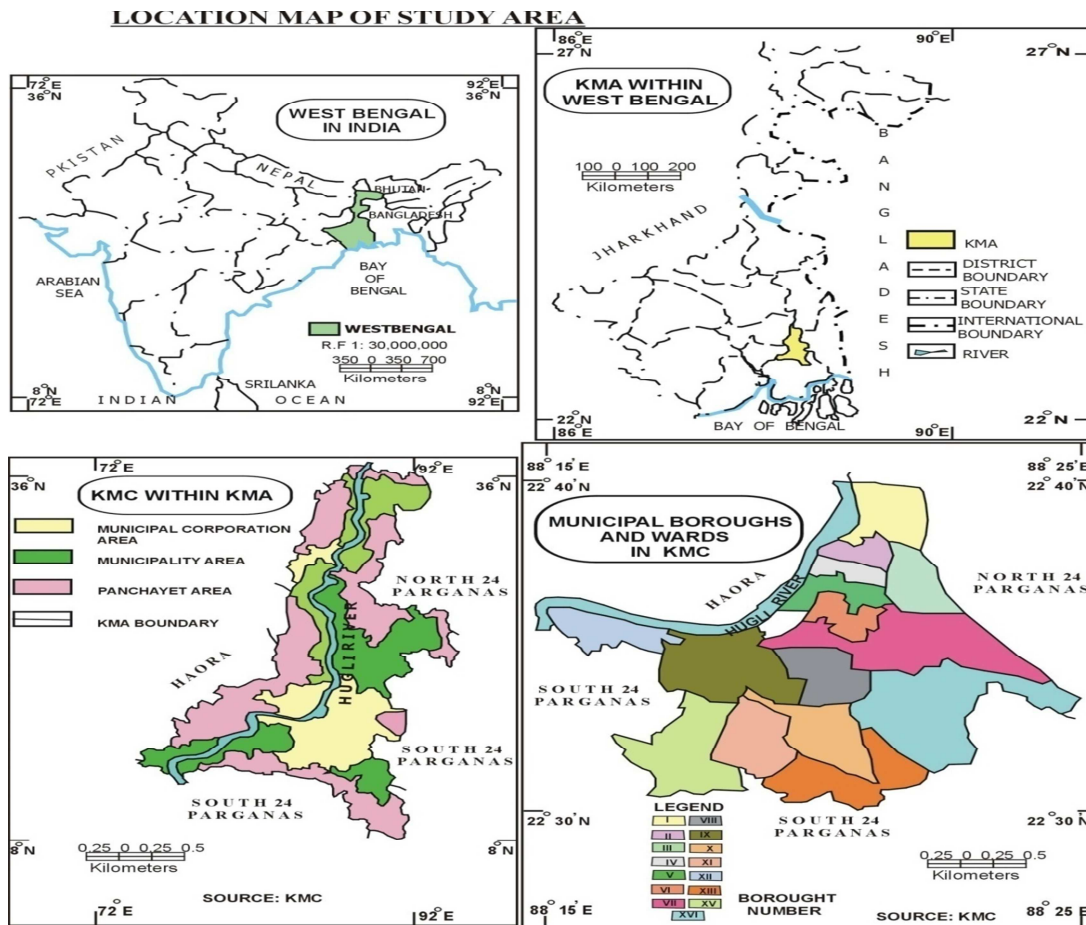 LOCATION MAP OF STUDY AREA
72°E
36°N
92°E
36°N
WEST BENGAL
IN INDIA
PKISTAN
NEPAL
BHUTAN
BANGLADESH
ARABIAN
SEA
BAY
OF
BENGAL
WESTBENGAL
R.F 1: 30,000,000
350 0 350 700
Kilometers
SRILANKA
INDIAN OCEAN
8°N
72°E
8°N
92°E
86°E
27°N
90°E
27°N
KMA WITHIN
WEST BENGAL
100 0 100 200
Kilometers
BANGLADESH
JHARKHAND
KMA
DISTRICT
BOUNDARY
STATE
BOUNDARY
INTERNATIONAL
BOUNDARY
RIVER
22°N
86°E
BAY OF BENGAL
90°E
22°N
72°E
36°N
92°E
36°N
KMC WITHIN KMA
MUNICIPAL CORPORATION
AREA
MUNICIPALITY AREA
PANCHAYET AREA
KMA BOUNDARY
NORTH 24
PARGANAS
HUGLI RIVER
HAORA
SOUTH 24
PARGANAS
SOUTH 24
PARGANAS
8°N
8°N
0.25 0 0.25 0.5
Kilometers
SOURCE: KMC
72°E
92°E
88°15'E
22°40'N
88°25'E
22°40'N
MUNICIPAL BOROUGHS
AND WARDS
IN KMC
HAORA
HUGLI RIVER
NORTH 24
PARGANAS
SOUTH 24
PARGANAS
22°30'N
LEGEND
SOUTH 24
PARGANAS
22°30'N
I VIII
II IX
III X
IV XI
V XII
VI XIII
VII XV
XVI
BOROUGHT
NUMBER
0.25 0 0.25 0.5
Kilometers
SOURCE: KMC
88°15'E
88°25'E